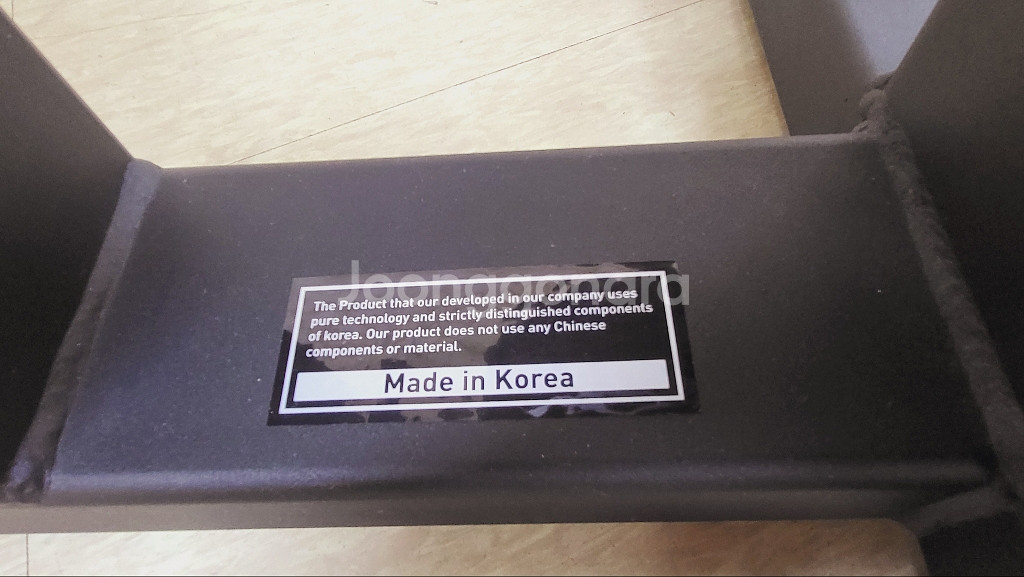 Joonggonara
The Product that our developed in our company uses
pure technology and strictly distinguished components
of korea. Our product does not use any Chinese
components or material.
Made in Korea